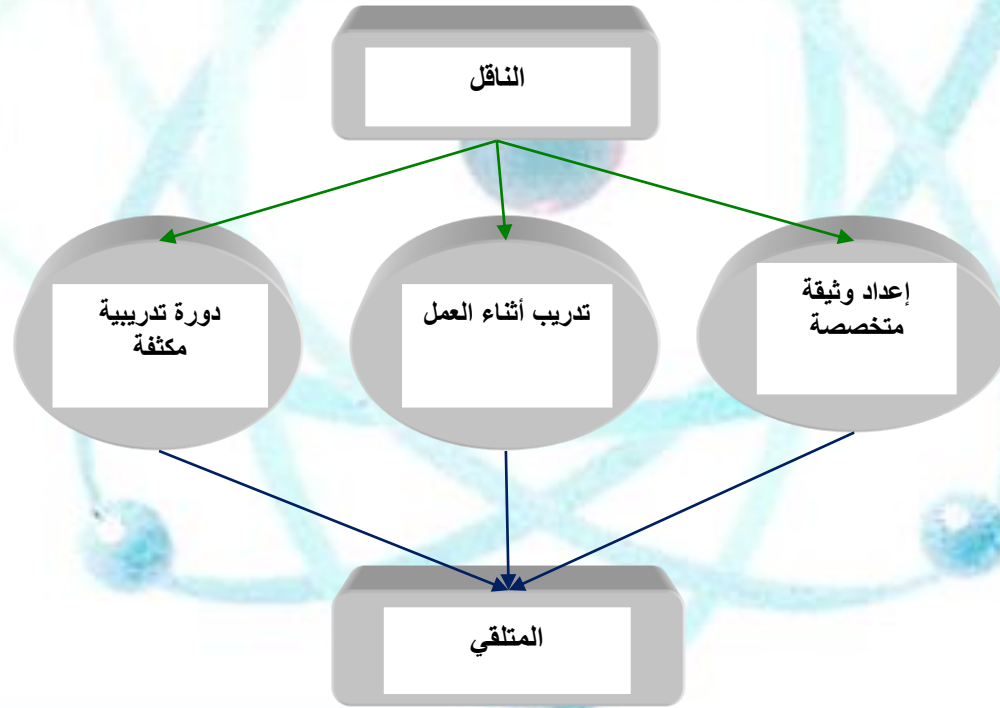 الناقل
إعداد وثيقة
متخصصة
تدريب أثناء العمل
دورة تدريبية
مكثفة
المتلقي